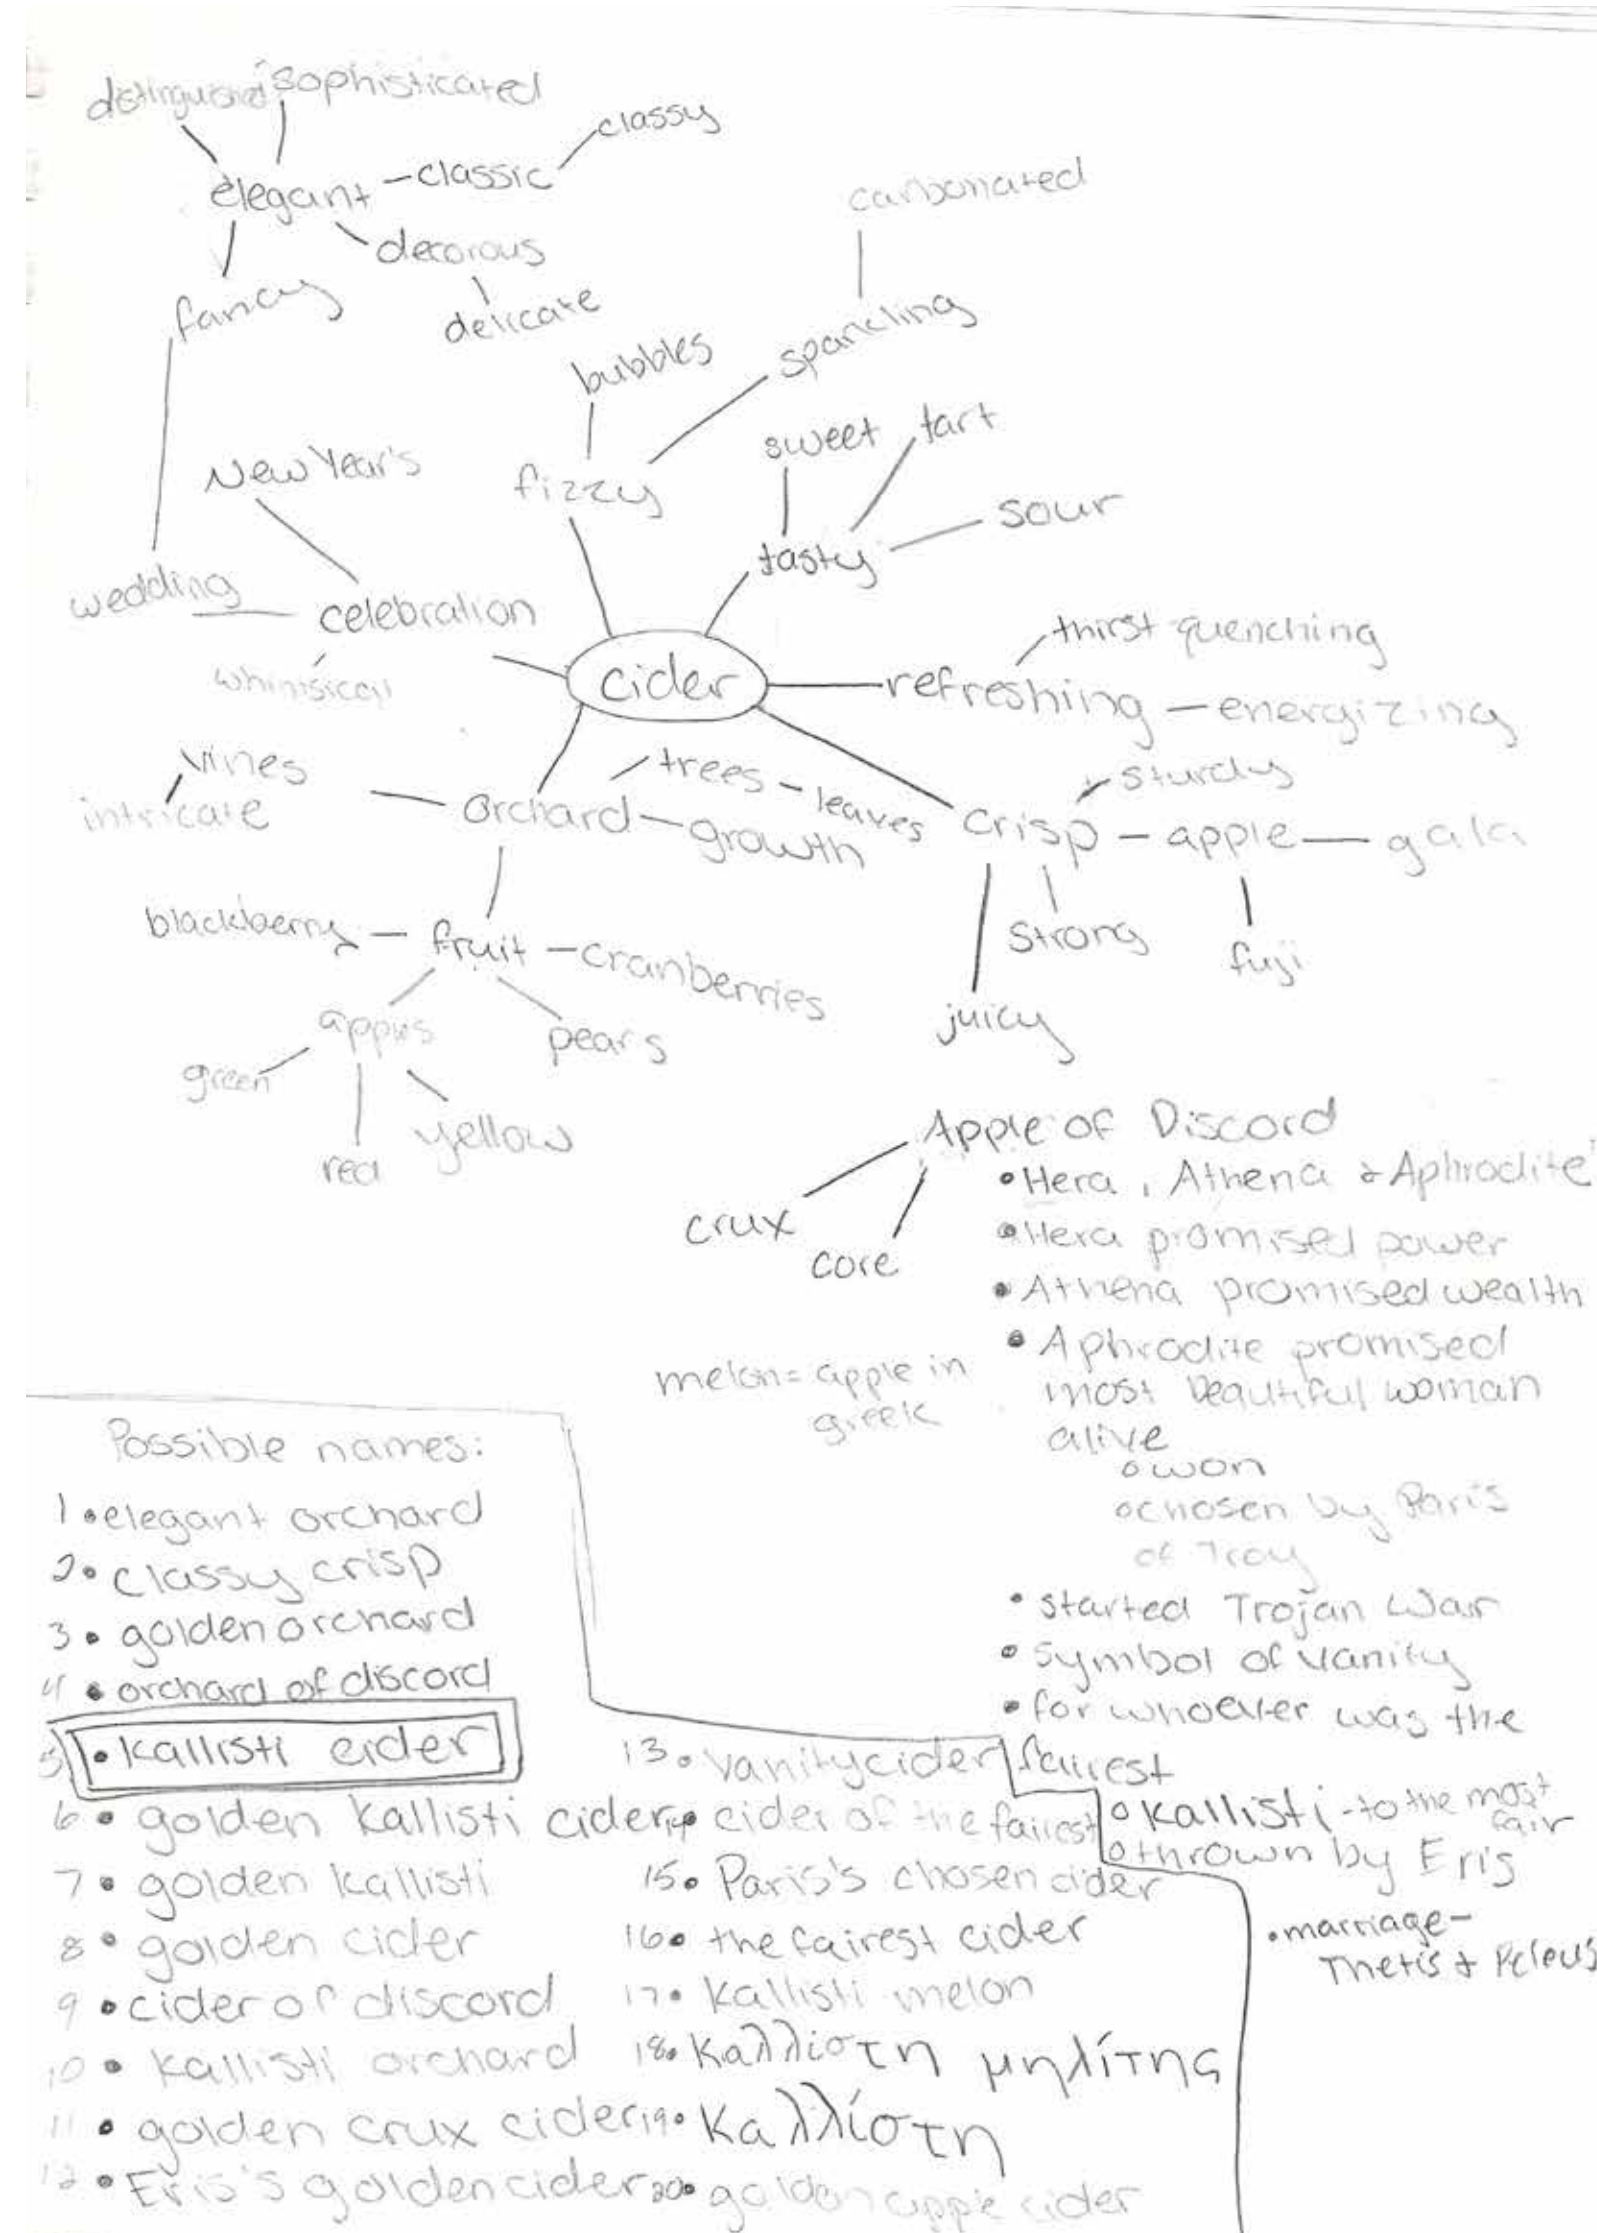 distinguished sophisticated
classy
elegant - classic
carbonated
decorous
fancy
delicate
sparkling
bubbles
sweet tart
New Year's
fizzy
sour
tasty
wedding
celebration
thirst quenching
whimsical
cider
refreshing - energizing
vines
trees - leaves
sturdy
intricate
orchard - growth
crisp - apple - gala
blackberry - fruit - cranberries
strong
fuji
apples
pears
juicy
green
yellow
red
Apple of Discord
• Hera, Athena & Aphrodite
crux
• Hera promised power
core
• Athena promised wealth
• Aphrodite promised
most beautiful woman
alive
melon = apple in
greek
o won
o chosen by Paris
of Troy
• started Trojan War
• symbol of vanity
• for whoever was the
fairest
o Kallisti - to the most
fair
o thrown by Eris
• marriage -
Thetis & Peleus
Possible names:
1 • elegant orchard
2 • classy crisp
3 • golden orchard
4 • orchard of discord
5 • kallisti cider
6 • golden kallisti cider
7 • golden kallisti
8 • golden cider
9 • cider of discord
10 • kallisti orchard
11 • golden crux cider
12 • Eris's golden cider
13 • vanity cider
14 • cider of the fairest
15 • Paris's chosen cider
16 • the fairest cider
17 • Kallisti melon
18 • Καλλίστη μηλίτης
19 • Καλλίστη
20 • golden apple cider